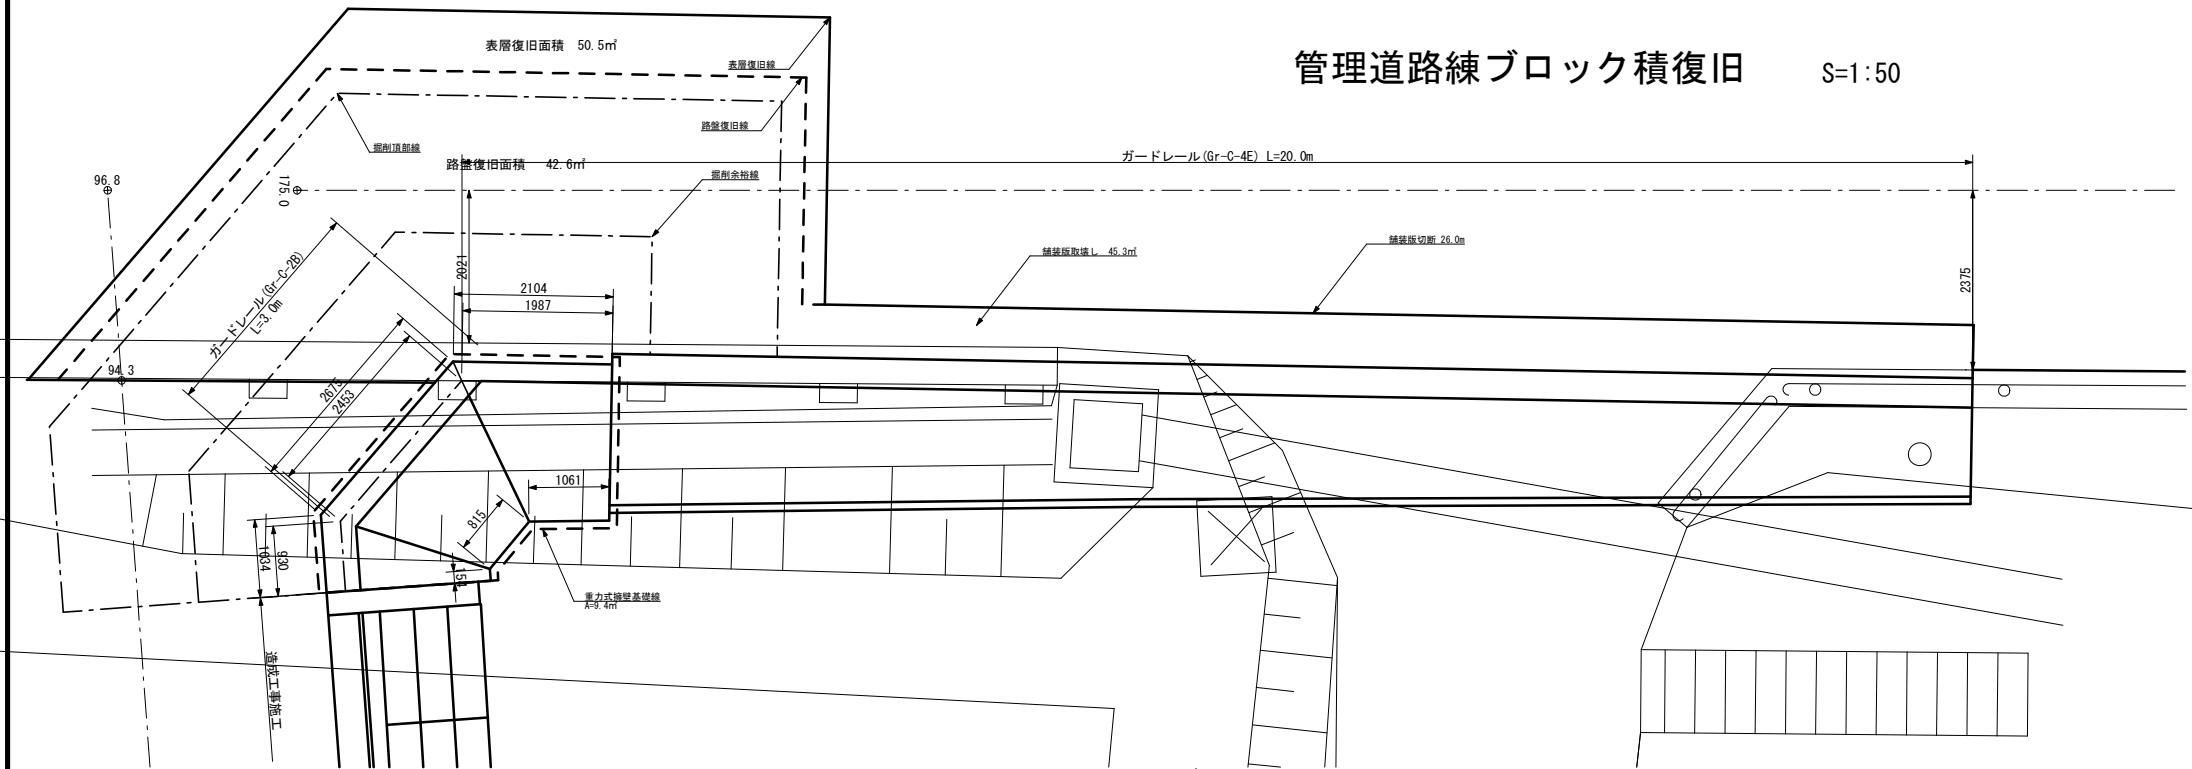 管理道路練ブロック積復旧 S=1:50
表層復旧面積 50.5㎡
表層復旧線
路盤復旧線
掘削頂部線
路盤復旧面積 42.6㎡
ガードレール(Gr-C-4E) L=20.0m
掘削余裕線
96.8
175.0
舗装版切断 26.0m
舗装版取壊し 45.3㎡
2021
2375
ガードレール(Gr-C-2B)
L=3.0m
2104
1987
94.3
2675
2453
1061
815
1034
930
154
重力式擁壁基礎線
A=9.4㎡
造成工事施工